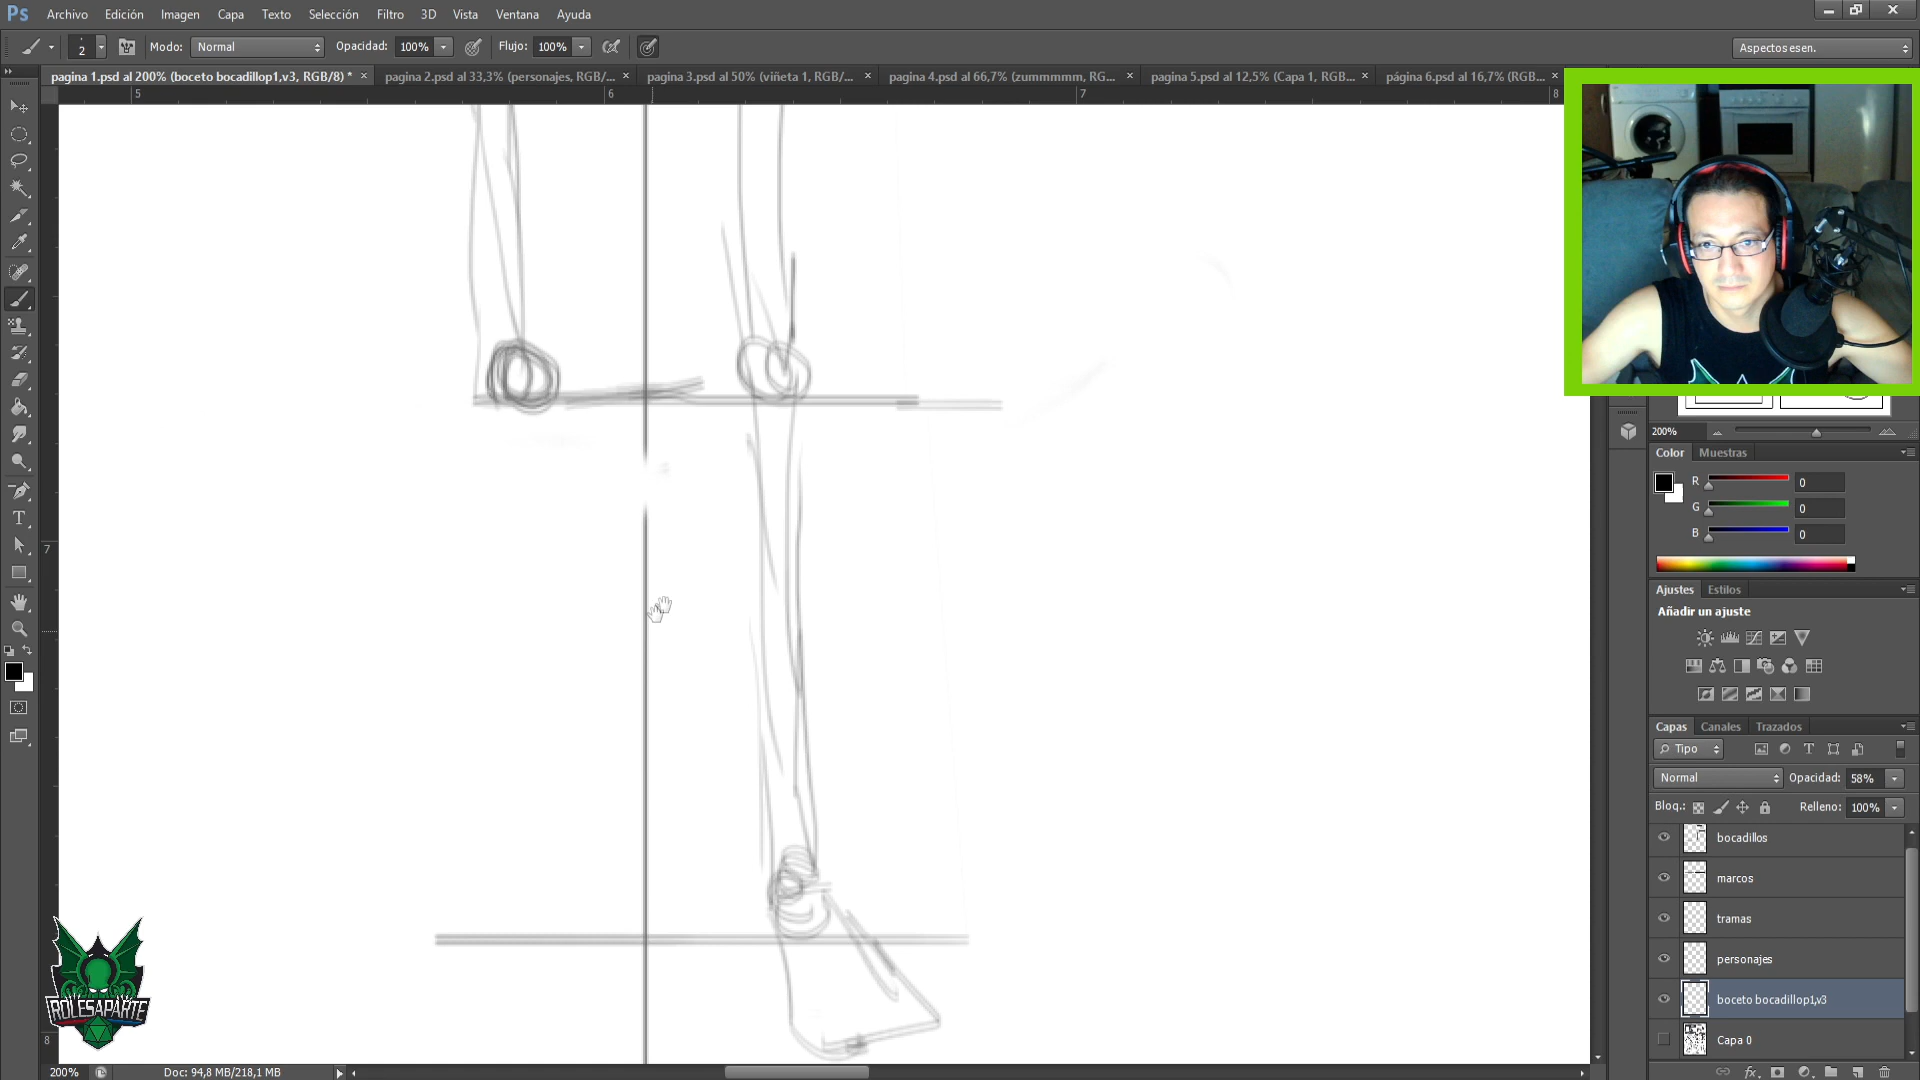 Ps Archivo Edición Imagen Capa Texto Selección Filtro 3D Vista Ventana Ayuda
2 Modo: Normal Opacidad: 100% Flujo: 100% Aspectos esen.
pagina 1.psd al 200% (boceto bocadillop1,v3, RGB/8) * × pagina 2.psd al 33,3% (personajes, RGB/... × pagina 3.psd al 50% (viñeta 1, RGB/... × pagina 4.psd al 66,7% (zummmmm, RG... × pagina 5.psd al 12,5% (Capa 1, RGB... × página 6.psd al 16,7% (RGB... ×
5 6 7 8
200%
Color Muestras
R 0
G 0
B 0
7
Ajustes Estilos
Añadir un ajuste
Capas Canales Trazados
Tipo
Normal Opacidad: 58%
Bloq.: Relleno: 100%
bocadillos
marcos
tramas
personajes
boceto bocadillop1,v3
ROLESAPARTE
8
Capa 0
200% Doc: 94,8 MB/218,1 MB